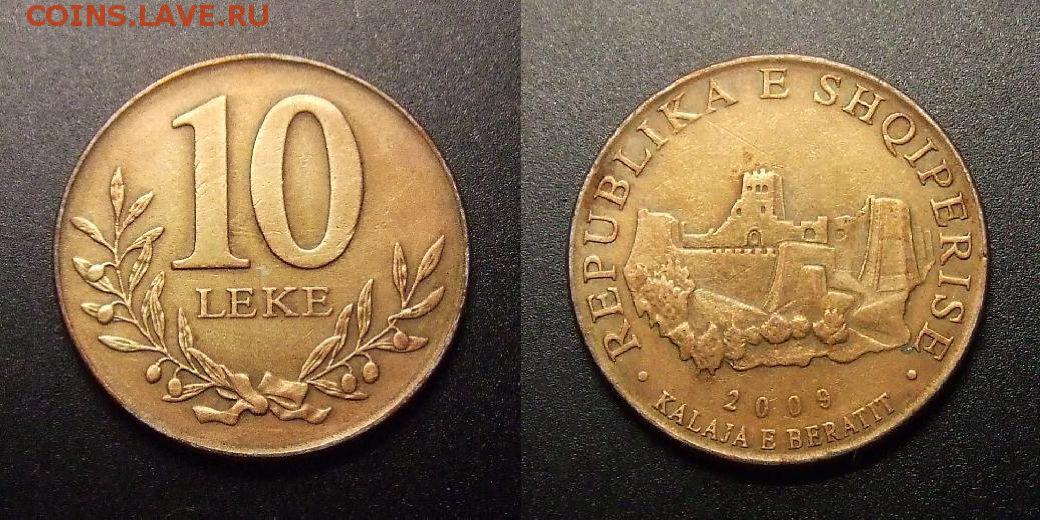 COINS.LAVE.RU
10
LEKE
REPUBLIKA E SHQIPERISE
2009
KALAJA E BERATIT